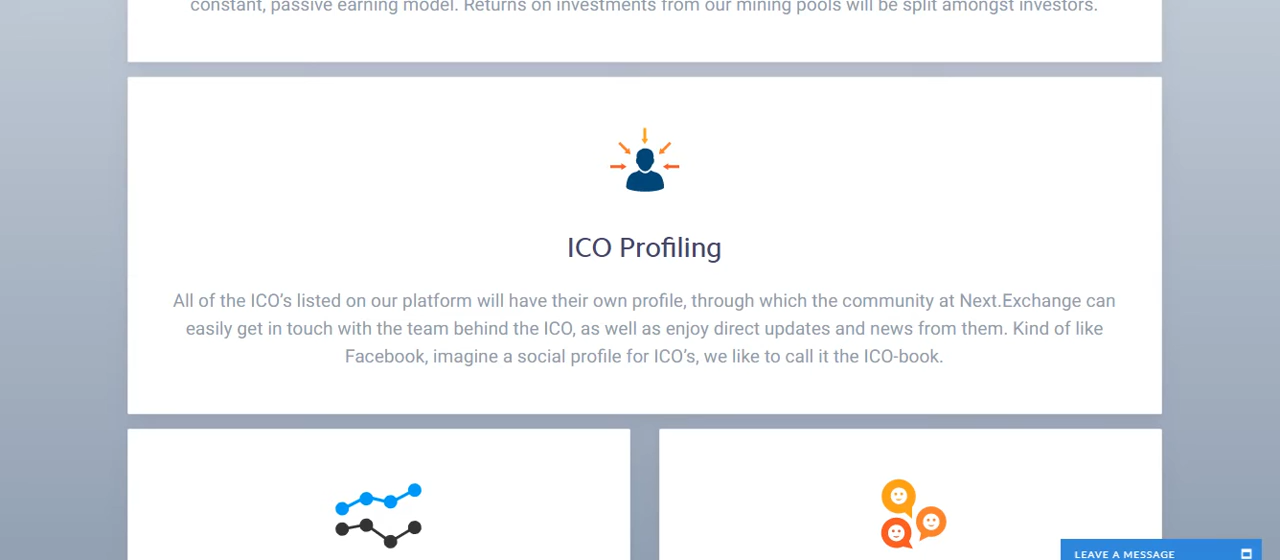 constant, passive earning model. Returns on investments from our mining pools will be split amongst investors.
ICO Profiling
All of the ICO’s listed on our platform will have their own profile, through which the community at Next.Exchange can
easily get in touch with the team behind the ICO, as well as enjoy direct updates and news from them. Kind of like
Facebook, imagine a social profile for ICO’s, we like to call it the ICO-book.
LEAVE A MESSAGE